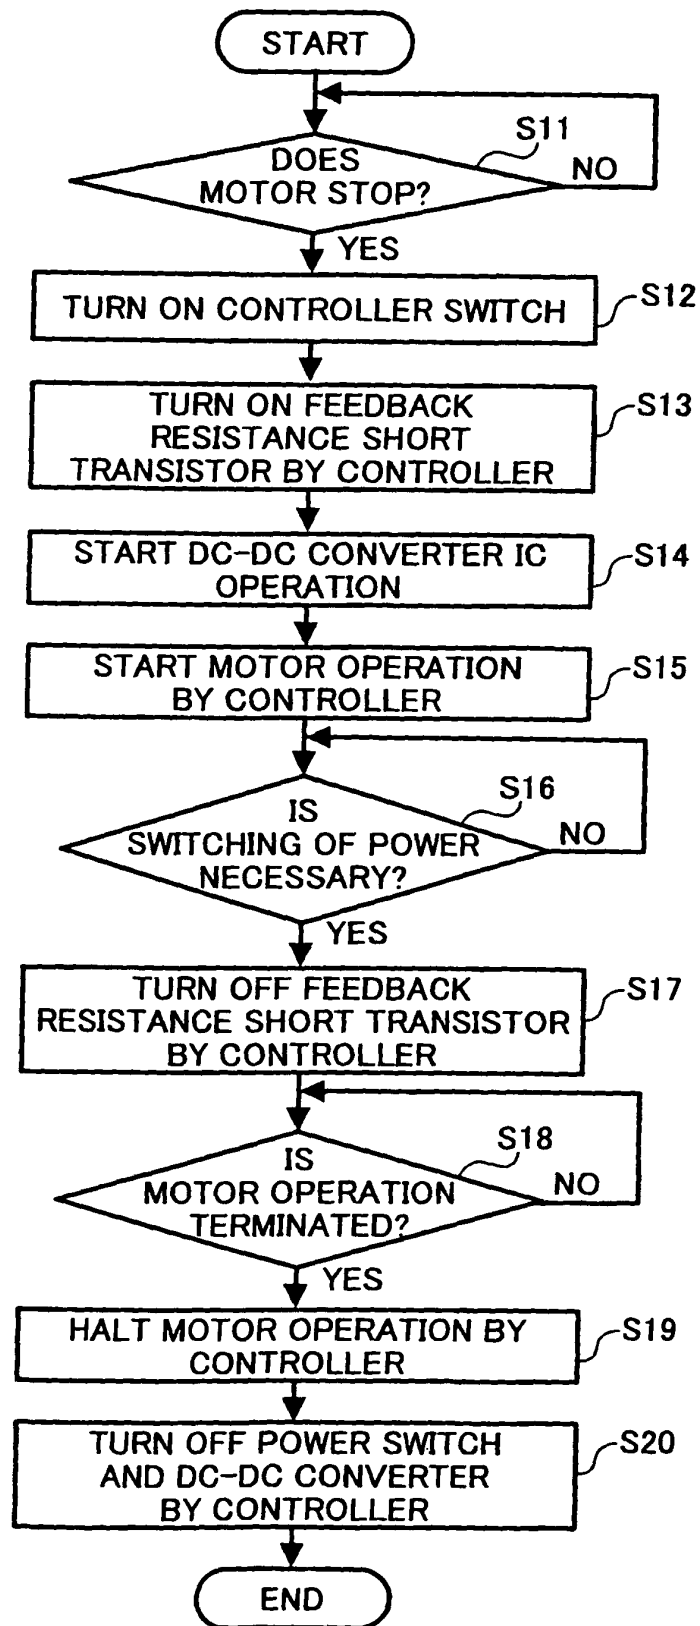 START
S11
DOES
MOTOR STOP?
NO
YES
TURN ON CONTROLLER SWITCH
S12
TURN ON FEEDBACK
RESISTANCE SHORT
TRANSISTOR BY CONTROLLER
S13
START DC-DC CONVERTER IC
OPERATION
S14
START MOTOR OPERATION
BY CONTROLLER
S15
S16
IS
SWITCHING OF POWER
NECESSARY?
NO
YES
TURN OFF FEEDBACK
RESISTANCE SHORT TRANSISTOR
BY CONTROLLER
S17
S18
IS
MOTOR OPERATION
TERMINATED?
NO
YES
HALT MOTOR OPERATION BY
CONTROLLER
S19
TURN OFF POWER SWITCH
AND DC-DC CONVERTER
BY CONTROLLER
S20
END